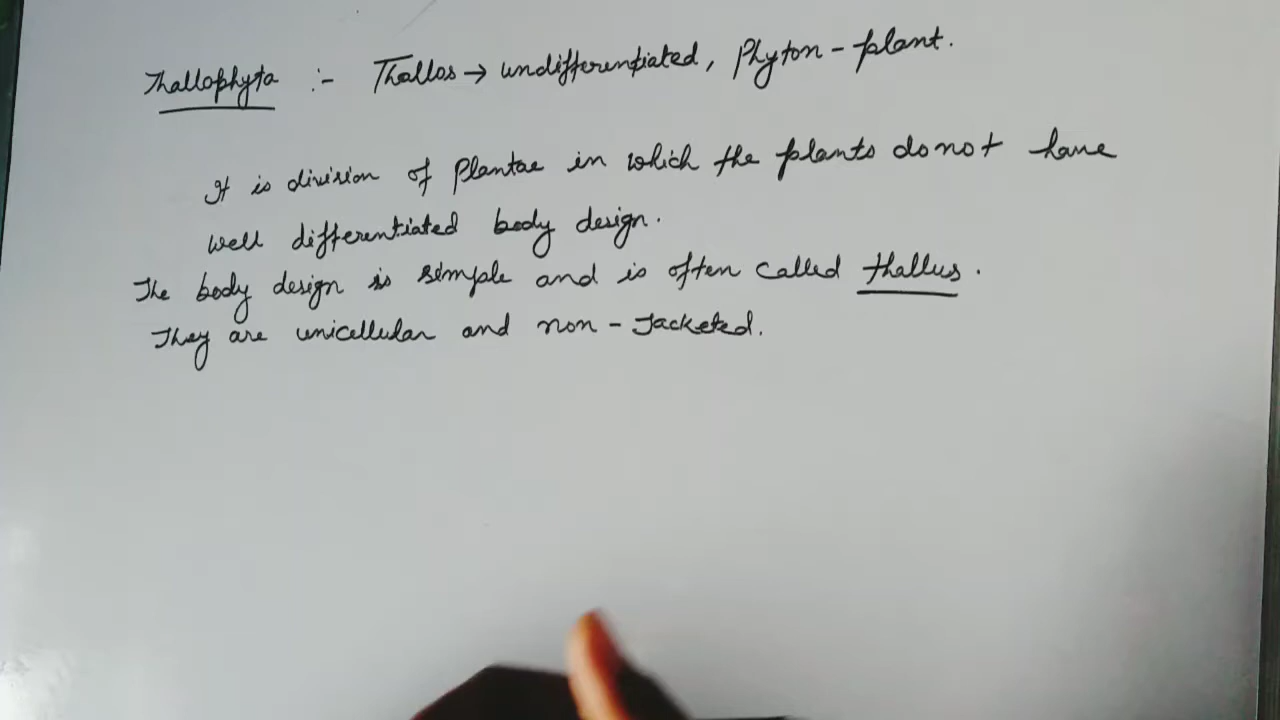 Thallophyta :- Thallos → undifferentiated, Phyton - plant.
It is division of Plantae in which the plants do not have
well differentiated body design.
The body design is simple and is often called thallus.
They are unicellular and non - Jacketed.